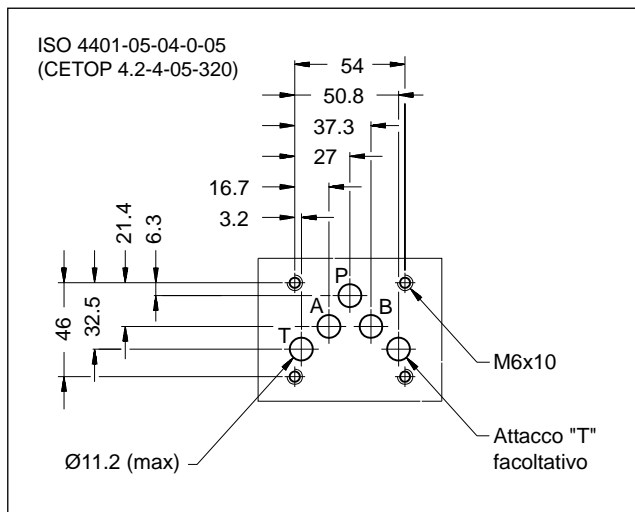 ISO 4401-05-04-0-05
(CETOP 4.2-4-05-320)
54
50.8
37.3
27
16.7
3.2
21.4
6.3
46
32.5
P
A
B
T
M6x10
Ø11.2 (max)
Attacco "T"
facoltativo